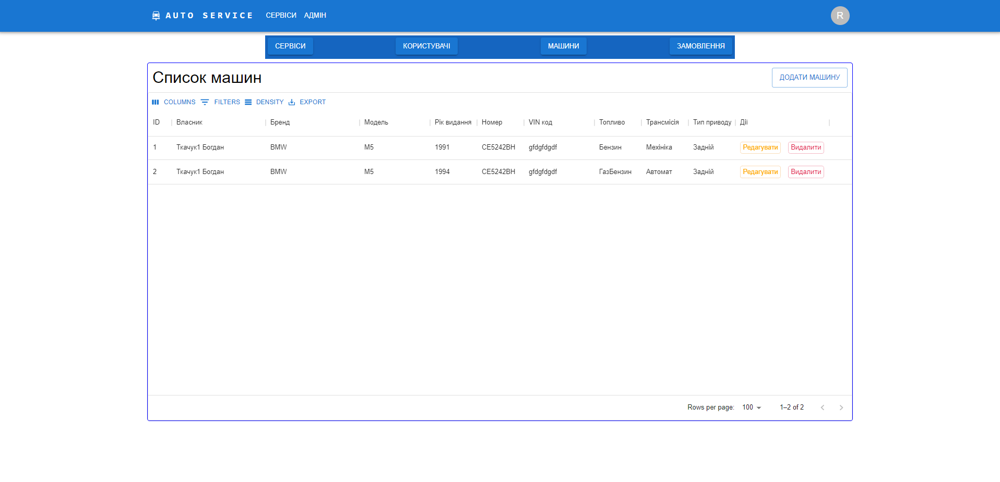 AUTO SERVICE СЕРВІСИ АДМІН R
СЕРВІСИ КОРИСТУВАЧІ МАШИНИ ЗАМОВЛЕННЯ
Список машин ДОДАТИ МАШИНУ
COLUMNS FILTERS DENSITY EXPORT
ID Власник Бренд Модель Рік видання Номер VIN код Топливо Трансмісія Тип приводу Дії
1 Ткачук1 Богдан BMW M5 1991 CE5242BH gfdgfdgdf Бензин Мехініка Задній Редагувати Видалити
2 Ткачук1 Богдан BMW M5 1994 CE5242BH gfdgfdgdf ГазБензин Автомат Задній Редагувати Видалити
Rows per page: 100 1–2 of 2